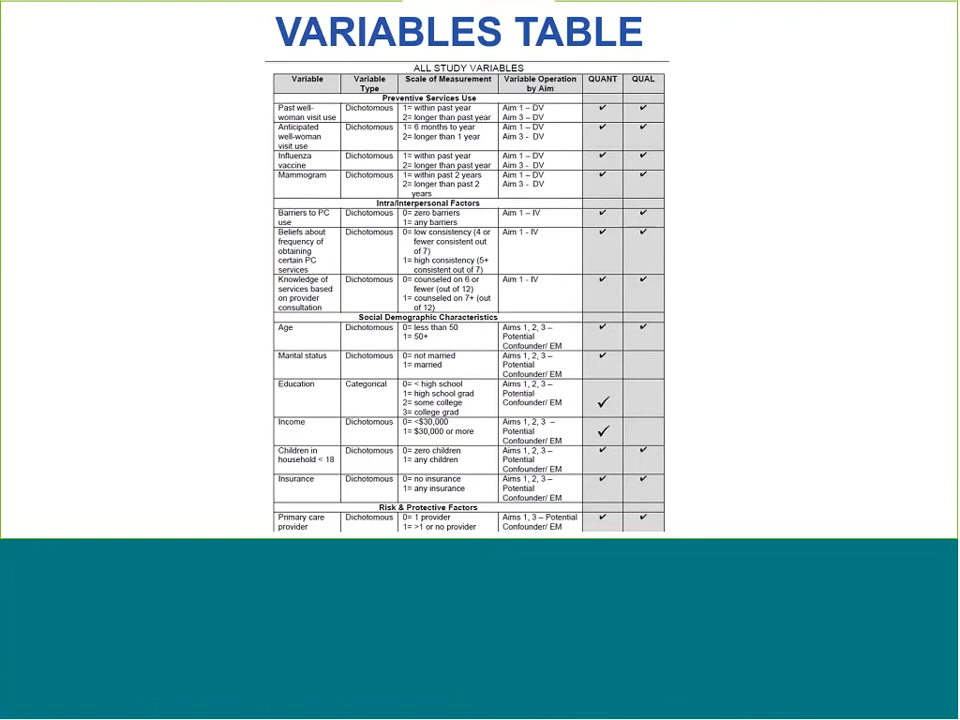 VARIABLES TABLE
ALL STUDY VARIABLES
Variable Variable Type Scale of Measurement Variable Operation by Aim QUANT QUAL
Preventive Services Use
Past well-woman visit use Dichotomous 1= within past year 2= longer than past year Aim 1 – DV Aim 3 – DV ✓ ✓
Anticipated well-woman visit use Dichotomous 1= 6 months to year 2= longer than 1 year Aim 1 – DV Aim 3 - DV ✓ ✓
Influenza vaccine Dichotomous 1= within past year 2= longer than past year Aim 1 – DV Aim 3 - DV ✓ ✓
Mammogram Dichotomous 1= within past 2 years 2= longer than past 2 years Aim 1 – DV Aim 3 - DV ✓ ✓
Intra/Interpersonal Factors
Barriers to PC use Dichotomous 0= zero barriers 1= any barriers Aim 1 – IV ✓ ✓
Beliefs about frequency of obtaining certain PC services Dichotomous 0= low consistency (4 or fewer consistent out of 7) 1= high consistency (5+ consistent out of 7) Aim 1 - IV ✓ ✓
Knowledge of services based on provider consultation Dichotomous 0= counseled on 6 or fewer (out of 12) 1= counseled on 7+ (out of 12) Aim 1 - IV ✓ ✓
Social Demographic Characteristics
Age Dichotomous 0= less than 50 1= 50+ Aims 1, 2, 3 – Potential Confounder/ EM ✓ ✓
Marital status Dichotomous 0= not married 1= married Aims 1, 2, 3 – Potential Confounder/ EM ✓
Education Categorical 0= < high school 1= high school grad 2= some college 3= college grad Aims 1, 2, 3 – Potential Confounder/ EM ✓
Income Dichotomous 0= <$30,000 1= $30,000 or more Aims 1, 2, 3 – Potential Confounder/ EM ✓
Children in household < 18 Dichotomous 0= zero children 1= any children Aims 1, 2, 3 – Potential Confounder/ EM ✓ ✓
Insurance Dichotomous 0= no insurance 1= any insurance Aims 1, 2, 3 – Potential Confounder/ EM ✓ ✓
Risk & Protective Factors
Primary care provider Dichotomous 0= 1 provider 1= >1 or no provider Aims 1, 3 – Potential Confounder/ EM ✓ ✓